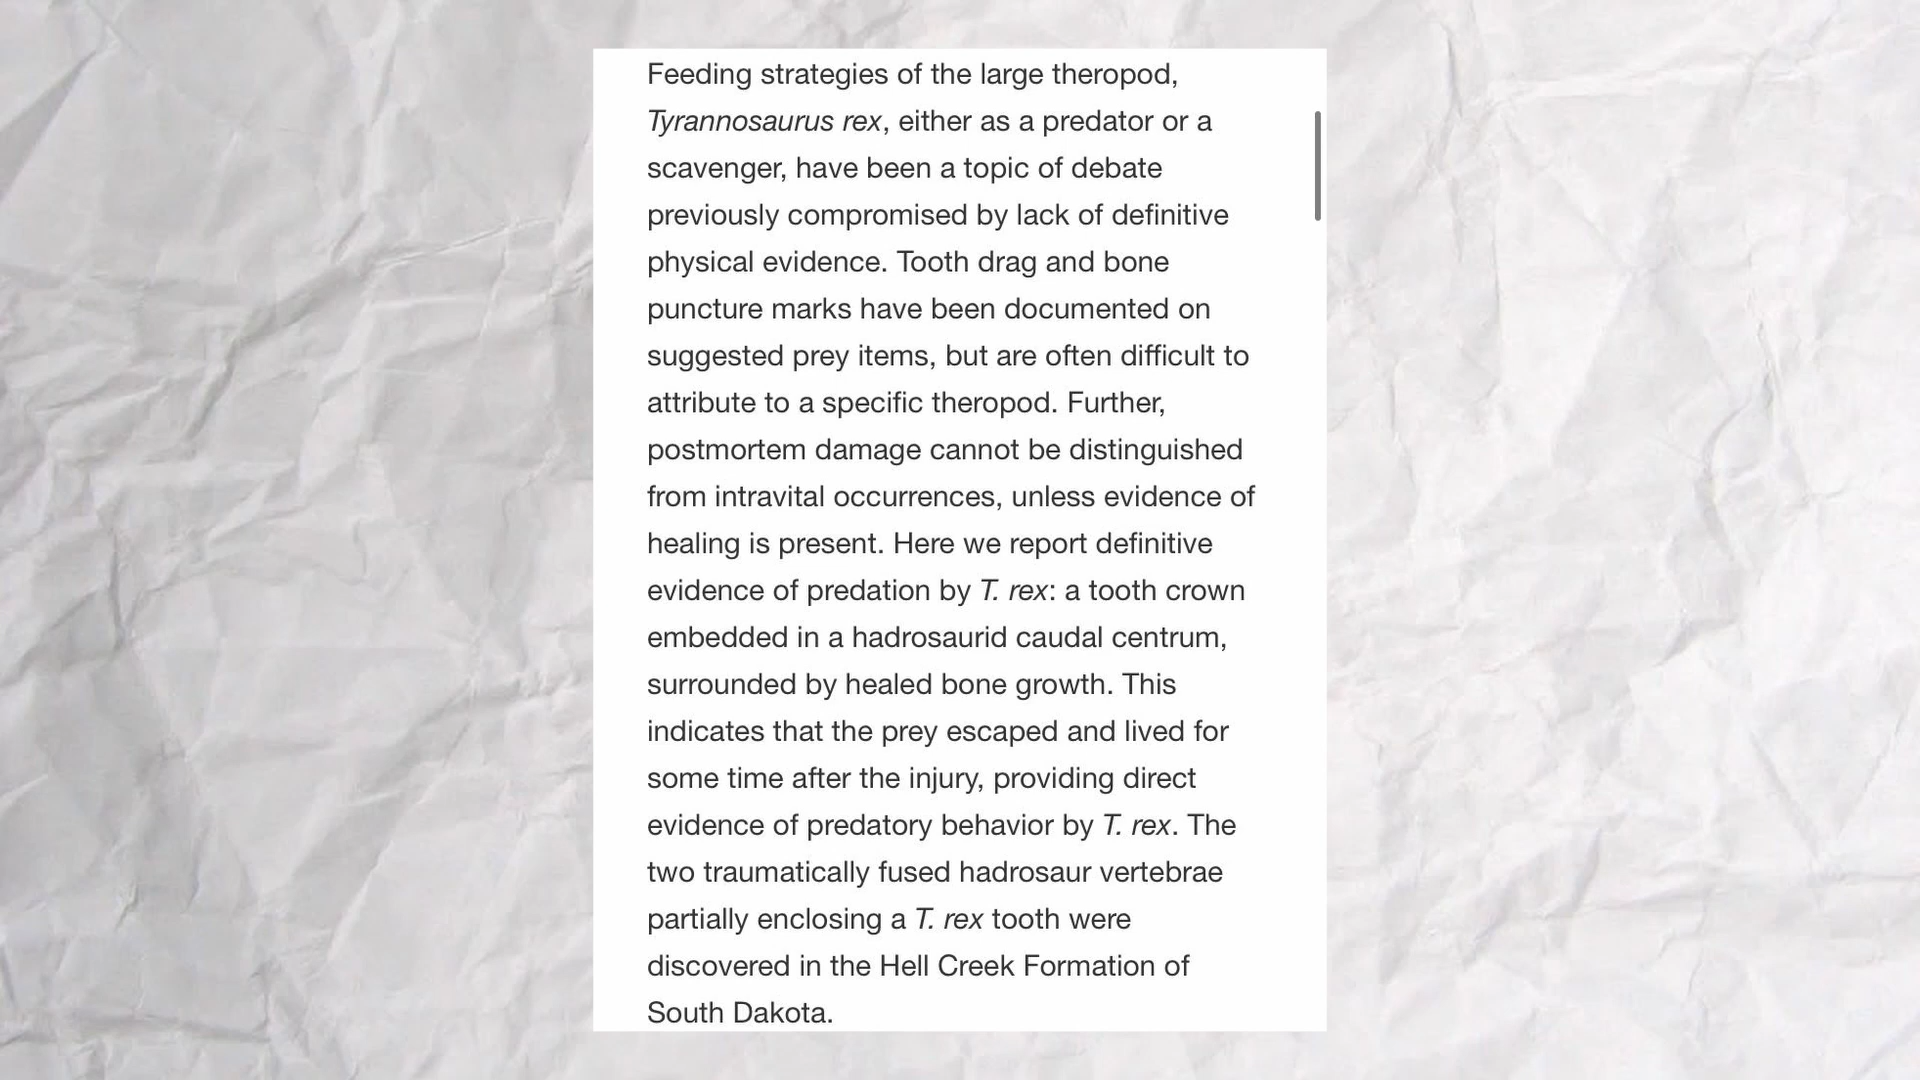 Feeding strategies of the large theropod,
Tyrannosaurus rex, either as a predator or a
scavenger, have been a topic of debate
previously compromised by lack of definitive
physical evidence. Tooth drag and bone
puncture marks have been documented on
suggested prey items, but are often difficult to
attribute to a specific theropod. Further,
postmortem damage cannot be distinguished
from intravital occurrences, unless evidence of
healing is present. Here we report definitive
evidence of predation by T. rex: a tooth crown
embedded in a hadrosaurid caudal centrum,
surrounded by healed bone growth. This
indicates that the prey escaped and lived for
some time after the injury, providing direct
evidence of predatory behavior by T. rex. The
two traumatically fused hadrosaur vertebrae
partially enclosing a T. rex tooth were
discovered in the Hell Creek Formation of
South Dakota.